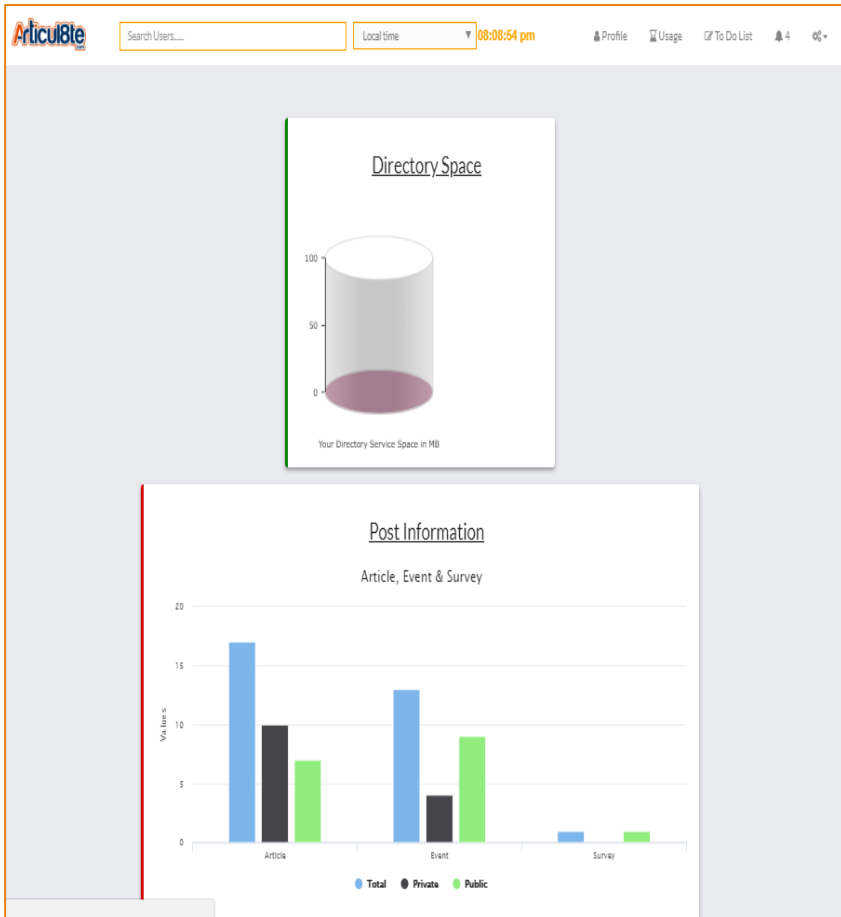 Articul8te
.com
Search Users.....
Local time
08:08:54 pm
Profile
Usage
To Do List
4
Directory Space
100
50
0
Your Directory Service Space in MB
Post Information
Article, Event & Survey
20
15
10
5
0
Values
Article
Event
Survey
Total
Private
Public